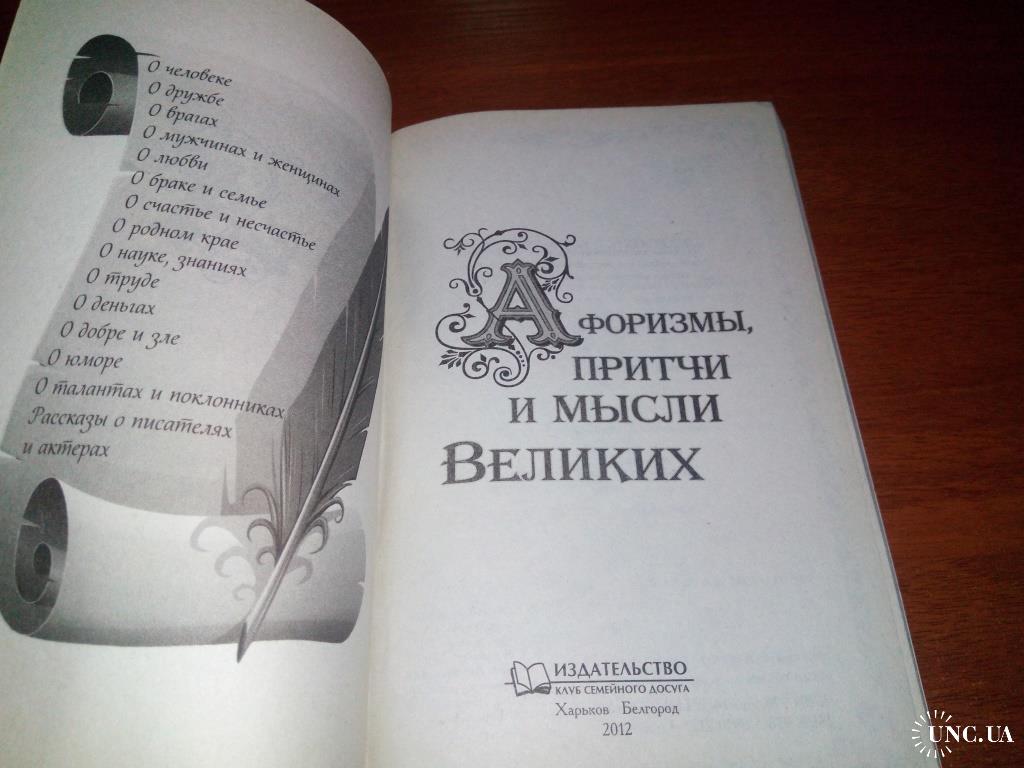 О человеке
О дружбе
О врагах
О мужчинах и женщинах
О любви
О браке и семье
О счастье и несчастье
О родном крае
О науке, знаниях
О труде
О деньгах
О добре и зле
О юморе
О талантах и поклонниках
Рассказы о писателях
и актерах
АФОРИЗМЫ,
ПРИТЧИ
И МЫСЛИ
ВЕЛИКИХ
ИЗДАТЕЛЬСТВО
КЛУБ СЕМЕЙНОГО ДОСУГА
Харьков Белгород
2012
UNC.UA